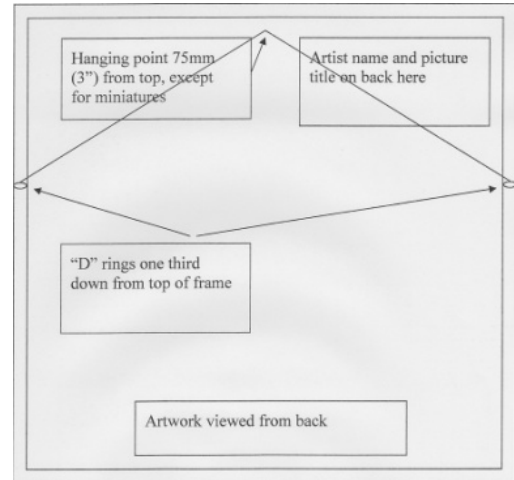 Hanging point 75mm
(3”) from top, except
for miniatures
Artist name and picture
title on back here
“D” rings one third
down from top of frame
Artwork viewed from back